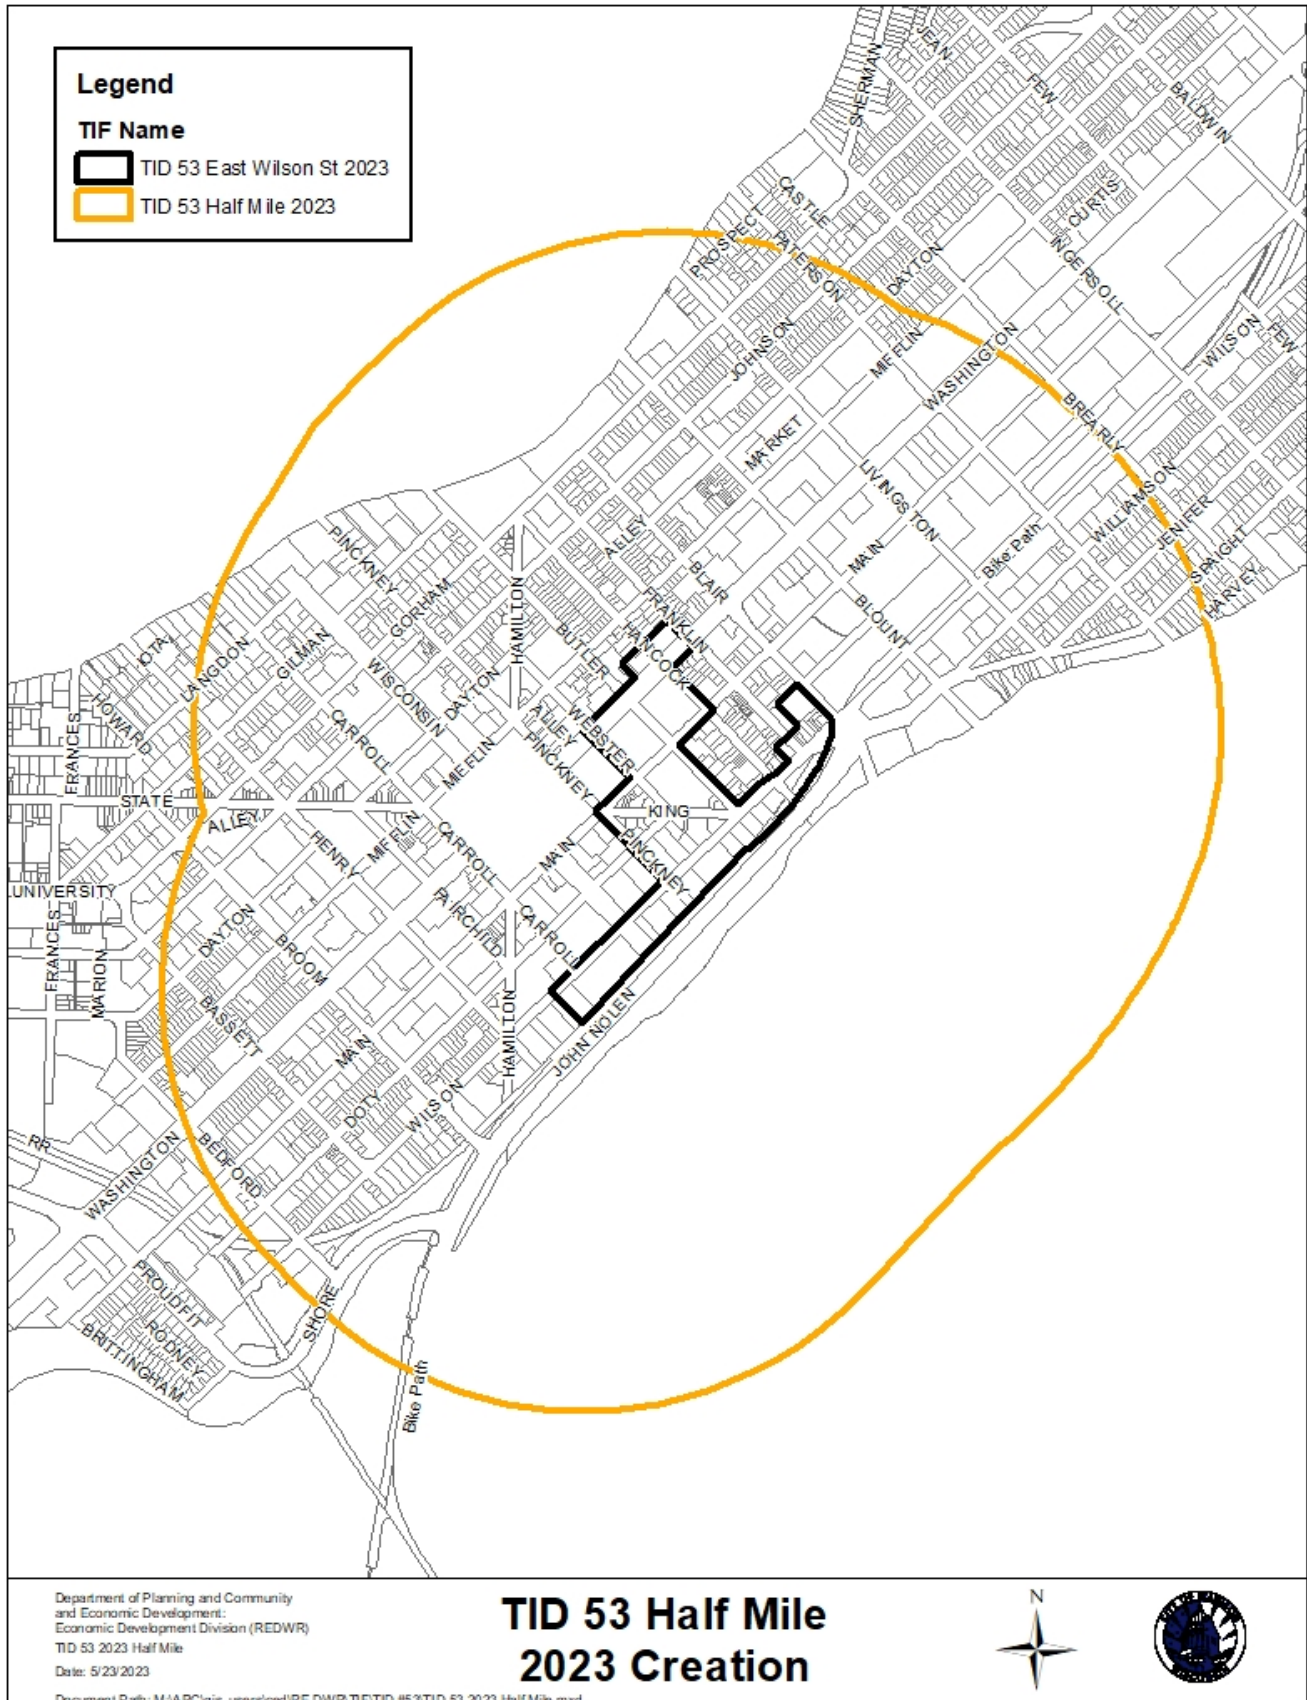 Legend
TIF Name
TID 53 East Wilson St 2023
TID 53 Half Mile 2023
JEAN
SHERMAN
FEW
BALDWIN
CASTLE
CURTIS
PROSPECT
PATERSON
DAYTON
INGERSOLL
JOHNSON
MIFFLIN
WASHINGTON
WILSON
FEW
BREARLY
MARKET
LIVINGSTON
WILLIAMSON
JENIFER
PINCKNEY
ALLEY
MAIN
Bike Path
SPAIGHT
HARVEY
GORHAM
HAMILTON
BLAIR
FRANKLIN
BLOUNT
IOTA
LANGDON
GILMAN
BUTLER
HANCOCK
WISCONSIN
DAYTON
HOWARD
FRANCES
CARROLL
MIFFLIN
ALLEY
WEBSTER
PINCKNEY
STATE
ALLEY
HENRY
MIFFLIN
CARROLL
MAIN
KING
PINCKNEY
UNIVERSITY
FRANCES
MARION
DAYTON
BROOM
FAIRCHILD
CARROLL
BASSETT
MAIN
HAMILTON
JOHN NOLEN
DOTY
WILSON
RR
WASHINGTON
BEDFORD
PROUDFIT
RODNEY
BRITTINGHAM
SHORE
Bike Path
Department of Planning and Community
and Economic Development:
Economic Development Division (REDWR)
TID 53 2023 Half Mile
Date: 5/23/2023
TID 53 Half Mile
2023 Creation
N